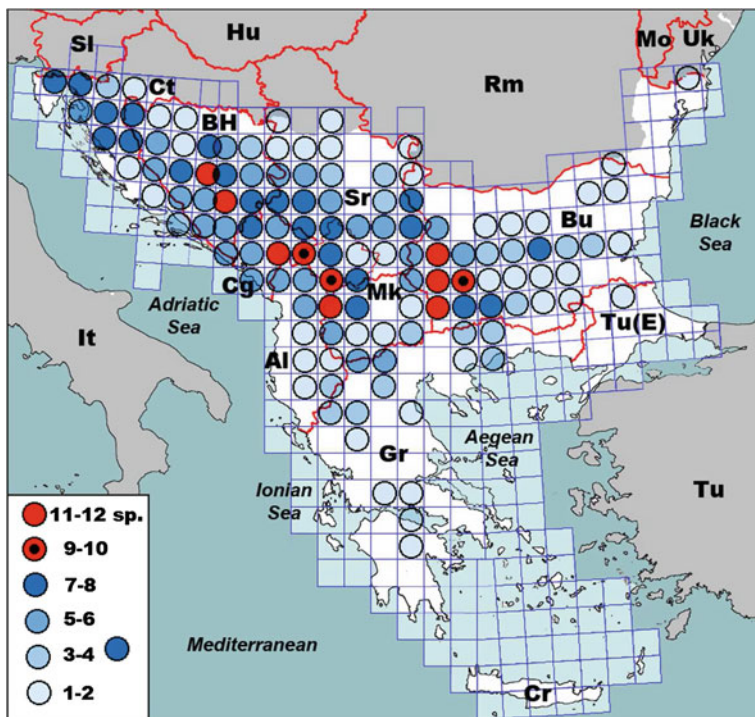 Hu
Sl
Mo Uk
Ct
Rm
BH
Sr
Bu
Black
Sea
Cg
Mk
Adriatic
Sea
Tu(E)
It
Al
Aegean
Sea
Gr
Ionian
Sea
Tu
11-12 sp.
9-10
7-8
5-6
3-4
1-2
Mediterranean
Cr